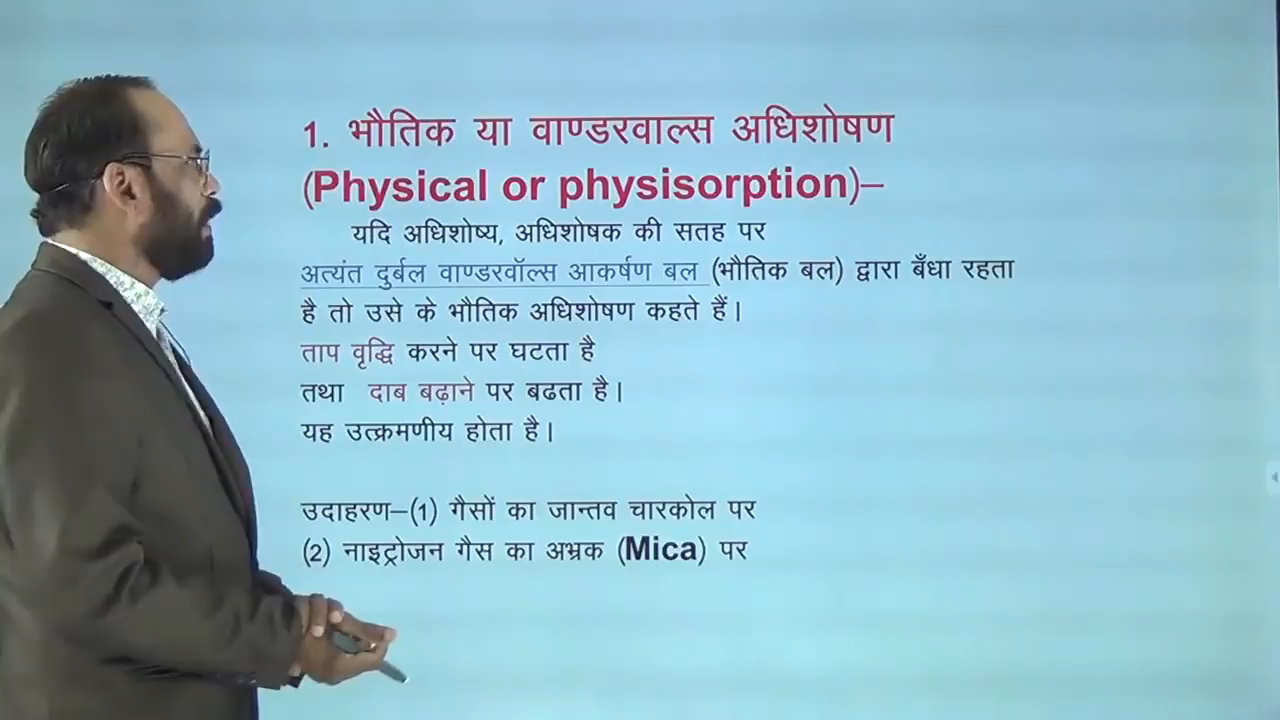 1. भौतिक या वाण्डरवाल्स अधिशोषण
(Physical or physisorption)–
यदि अधिशोष्य, अधिशोषक की सतह पर
अत्यंत दुर्बल वाण्डरवॉल्स आकर्षण बल (भौतिक बल) द्वारा बँधा रहता
है तो उसे के भौतिक अधिशोषण कहते हैं।
ताप वृद्धि करने पर घटता है
तथा दाब बढ़ाने पर बढता है।
यह उत्क्रमणीय होता है।
उदाहरण–(1) गैसों का जान्तव चारकोल पर
(2) नाइट्रोजन गैस का अभ्रक (Mica) पर